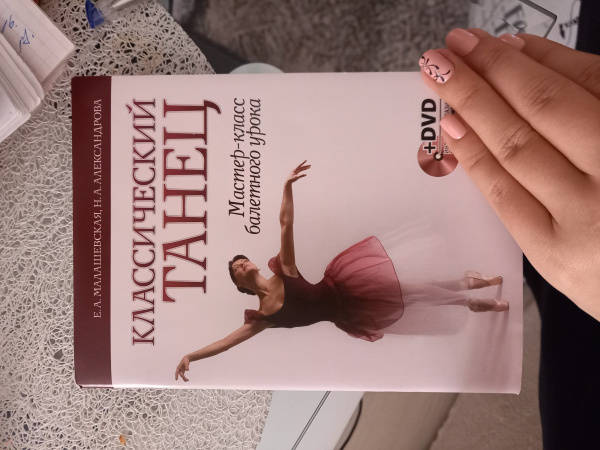 Е. А. МАЛАШЕВСКАЯ, Н. А. АЛЕКСАНДРОВА
КЛАССИЧЕСКИЙ
ТАНЕЦ
Мастер-класс
балетного урока
+DVD